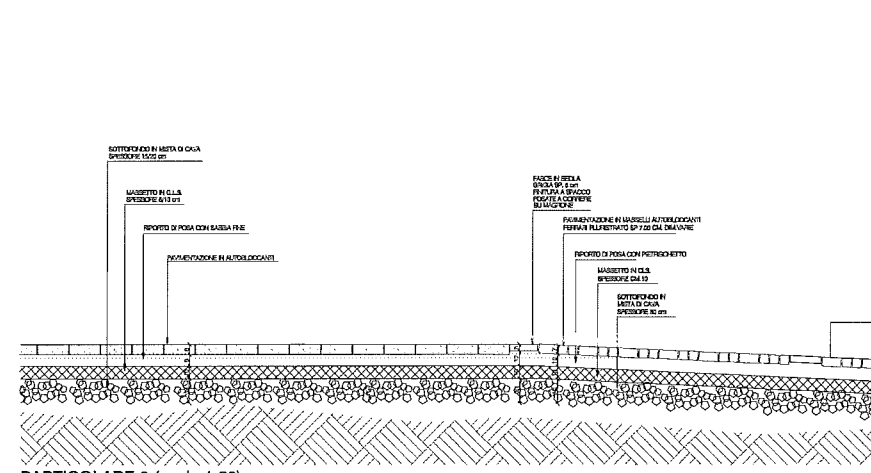 SOTTOFONDO IN MISTA DI CAVA
SPESSORE 15/20 cm
MASSETTO IN C.L.S.
SPESSORE 8/10 cm
RIPORTO DI POSA CON SABBIA FINE
PAVIMENTAZIONE IN AUTOBLOCCANTI
FASCE IN BEOLA
GRIGIA SP. 6 cm
FINITURA A SPACCO
POSATE A CORRERE
SU MAGRONE
PAVIMENTAZIONE IN MASSELLI AUTOBLOCCANTI
FERRARI PLURISTRATO SP 7.00 CM. DIM.VARIE
RIPORTO DI POSA CON PIETRISCHETTO
MASSETTO IN CLS.
SPESSORE CM.10
SOTTOFONDO IN
MISTA DI CAVA
SPESSORE 30 cm
PARTICOLARE